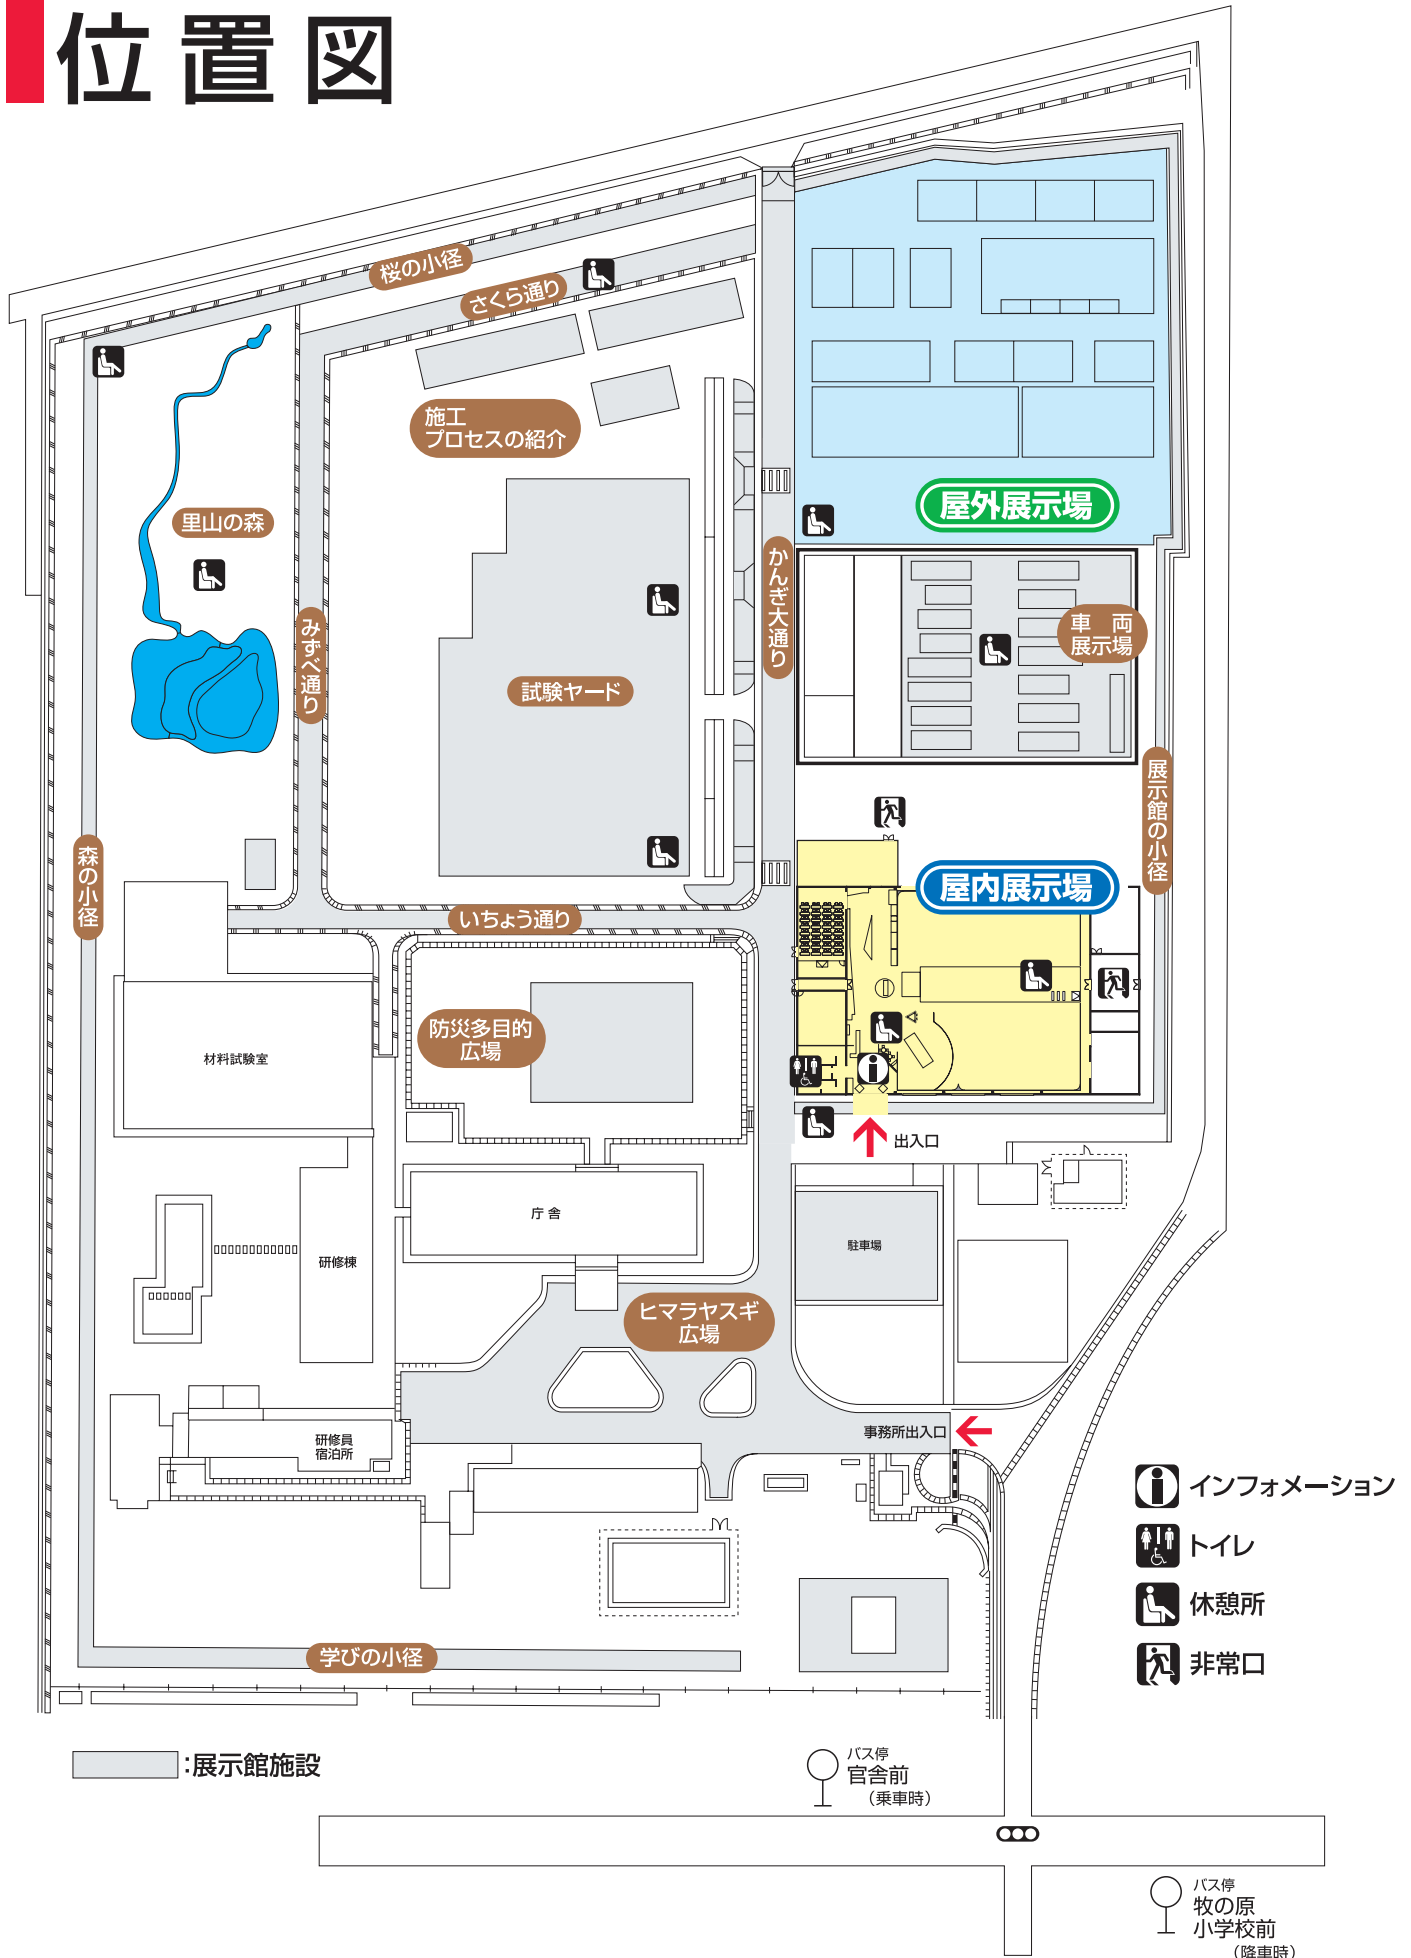 位置図
桜の小径
さくら通り
施工
プロセスの紹介
屋外展示場
里山の森
かんぎ大通り
車 両
展示場
みずべ通り
試験ヤード
展示館の小径
森の小径
屋内展示場
いちょう通り
防災多目的
広場
材料試験室
出入口
庁舎
駐車場
研修棟
ヒマラヤスギ
広場
事務所出入口
研修員
宿泊所
インフォメーション
トイレ
休憩所
非常口
学びの小径
:展示館施設
バス停
官舎前
(乗車時)
バス停
牧の原
小学校前
(降車時)